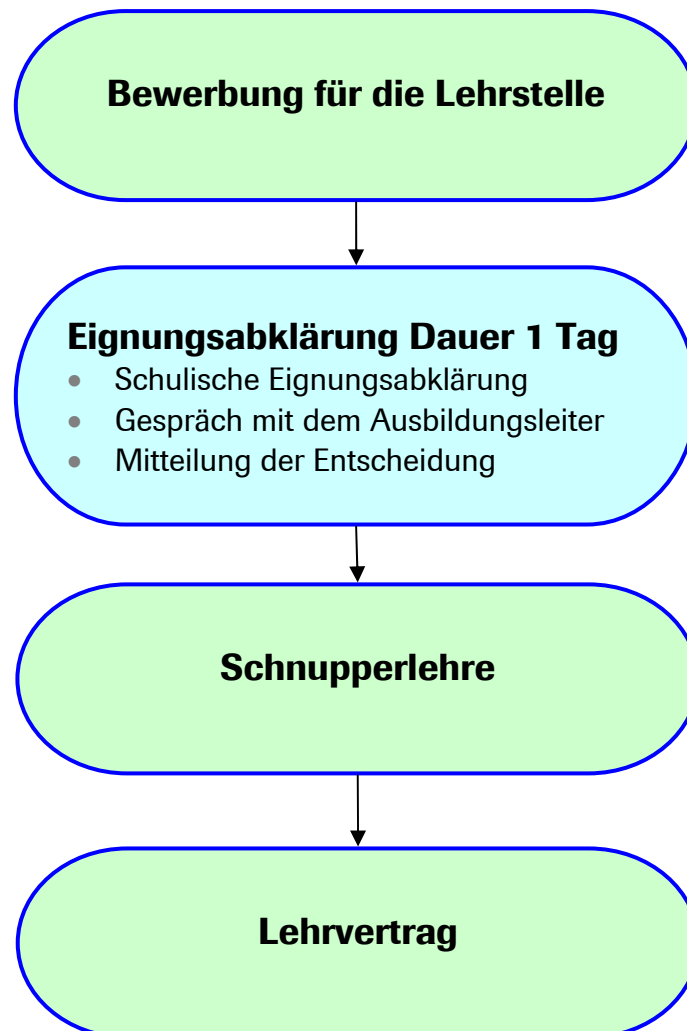 Bewerbung für die Lehrstelle
Eignungsabklärung Dauer 1 Tag
• Schulische Eignungsabklärung
• Gespräch mit dem Ausbildungsleiter
• Mitteilung der Entscheidung
Schnupperlehre
Lehrvertrag